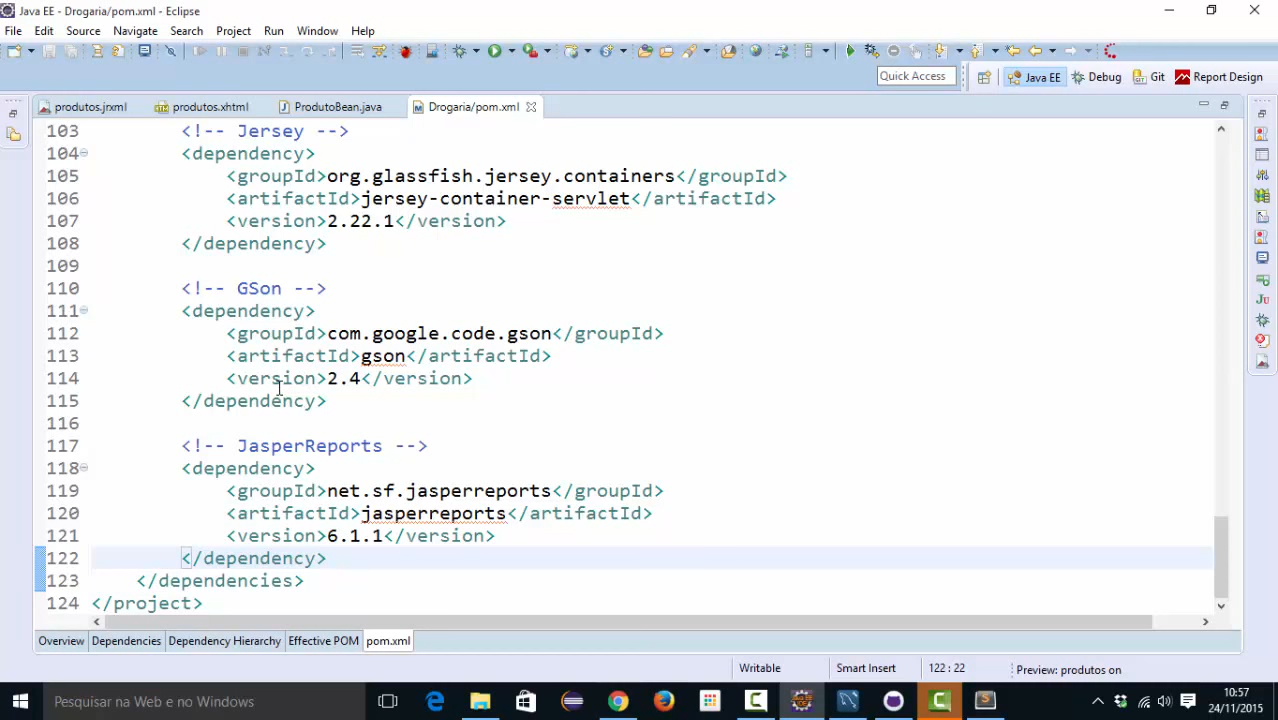 Java EE - Drogaria/pom.xml - Eclipse
File Edit Source Navigate Search Project Run Window Help
Quick Access Java EE Debug Git Report Design
produtos.jrxml produtos.xhtml ProdutoBean.java Drogaria/pom.xml
103 <!-- Jersey -->
104 <dependency>
105 <groupId>org.glassfish.jersey.containers</groupId>
106 <artifactId>jersey-container-servlet</artifactId>
107 <version>2.22.1</version>
108 </dependency>
109
110 <!-- GSon -->
111 <dependency>
112 <groupId>com.google.code.gson</groupId>
113 <artifactId>gson</artifactId>
114 <version>2.4</version>
115 </dependency>
116
117 <!-- JasperReports -->
118 <dependency>
119 <groupId>net.sf.jasperreports</groupId>
120 <artifactId>jasperreports</artifactId>
121 <version>6.1.1</version>
122 </dependency>
123 </dependencies>
124 </project>
Overview Dependencies Dependency Hierarchy Effective POM pom.xml
Writable Smart Insert 122 : 22 Preview: produtos on
Pesquisar na Web e no Windows
10:57
24/11/2015